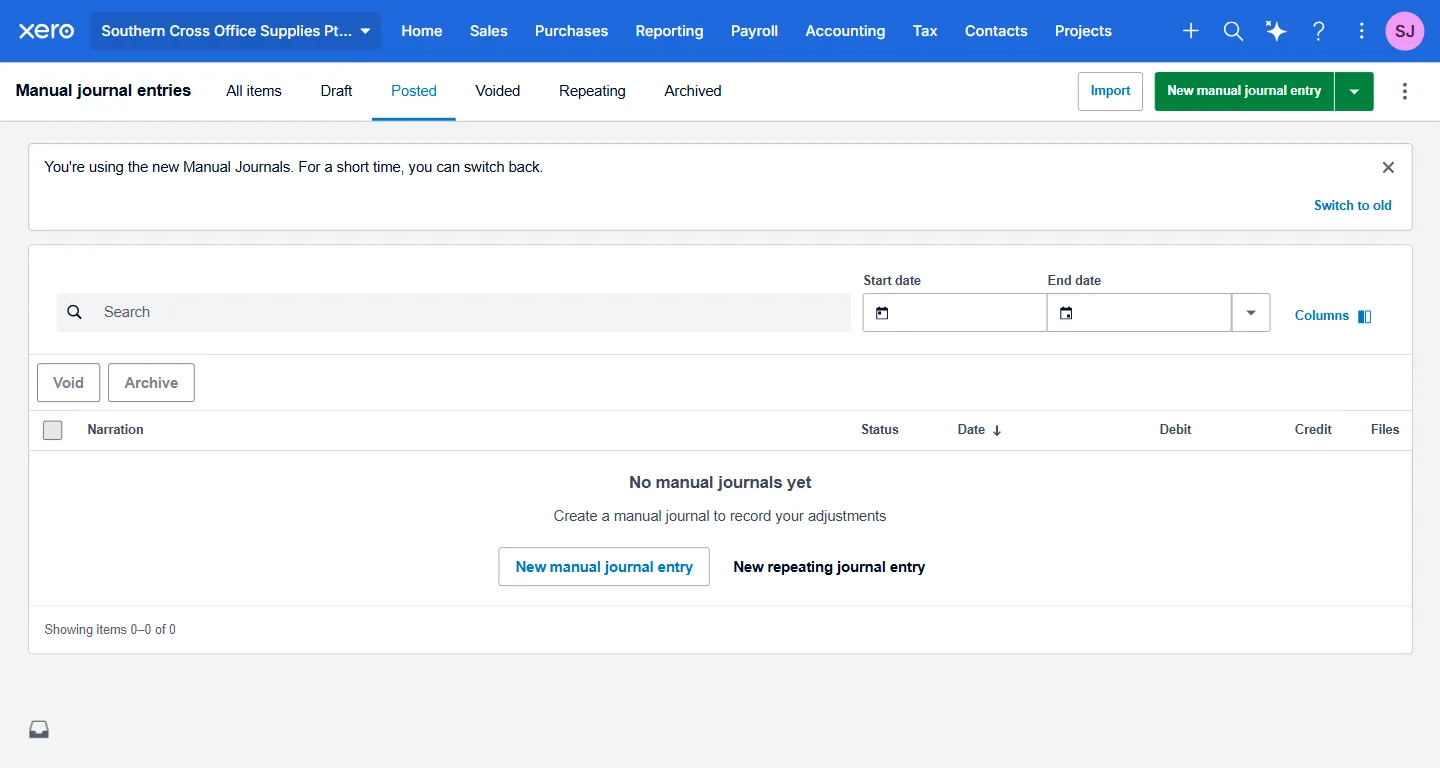 xero Southern Cross Office Supplies Pt... Home Sales Purchases Reporting Payroll Accounting Tax Contacts Projects SJ
Manual journal entries All items Draft Posted Voided Repeating Archived Import New manual journal entry
You're using the new Manual Journals. For a short time, you can switch back.
Switch to old
Start date End date
Search Columns
Void Archive
Narration Status Date Debit Credit Files
No manual journals yet
Create a manual journal to record your adjustments
New manual journal entry New repeating journal entry
Showing items 0–0 of 0